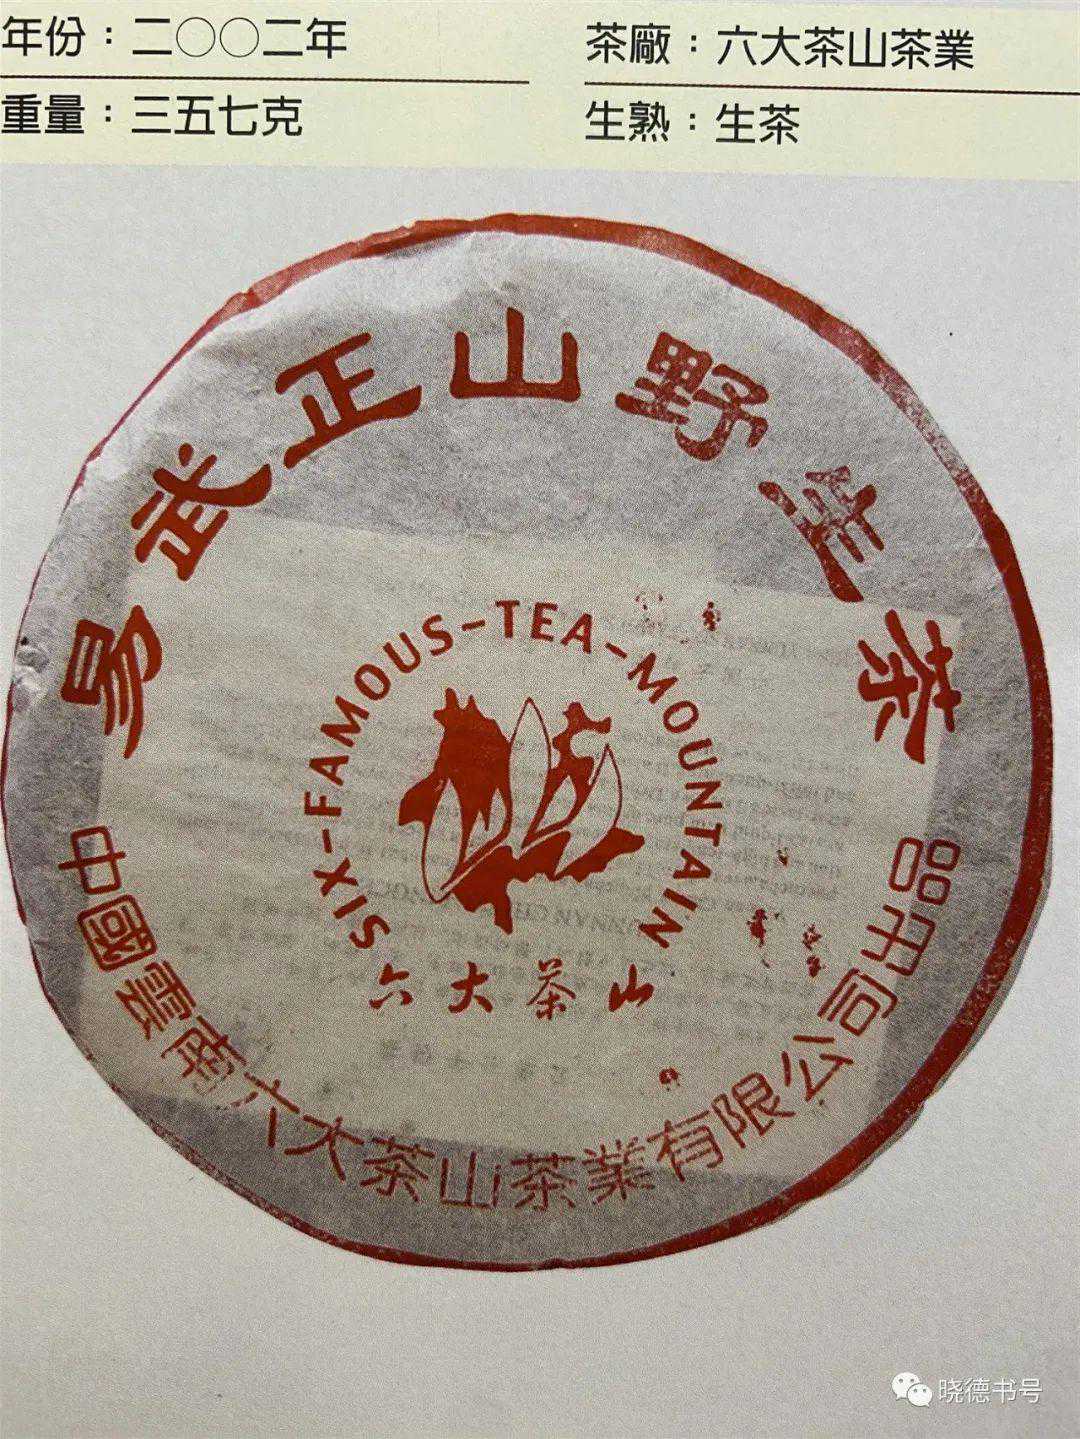 年份：二〇〇二年
茶廠：六大茶山茶業
重量：三五七克
生熟：生茶
易武正山野生茶
SIX-FAMOUS-TEA-MOUNTAIN
六大茶山
中國雲南六大茶山茶業有限公司出品
晓德书号